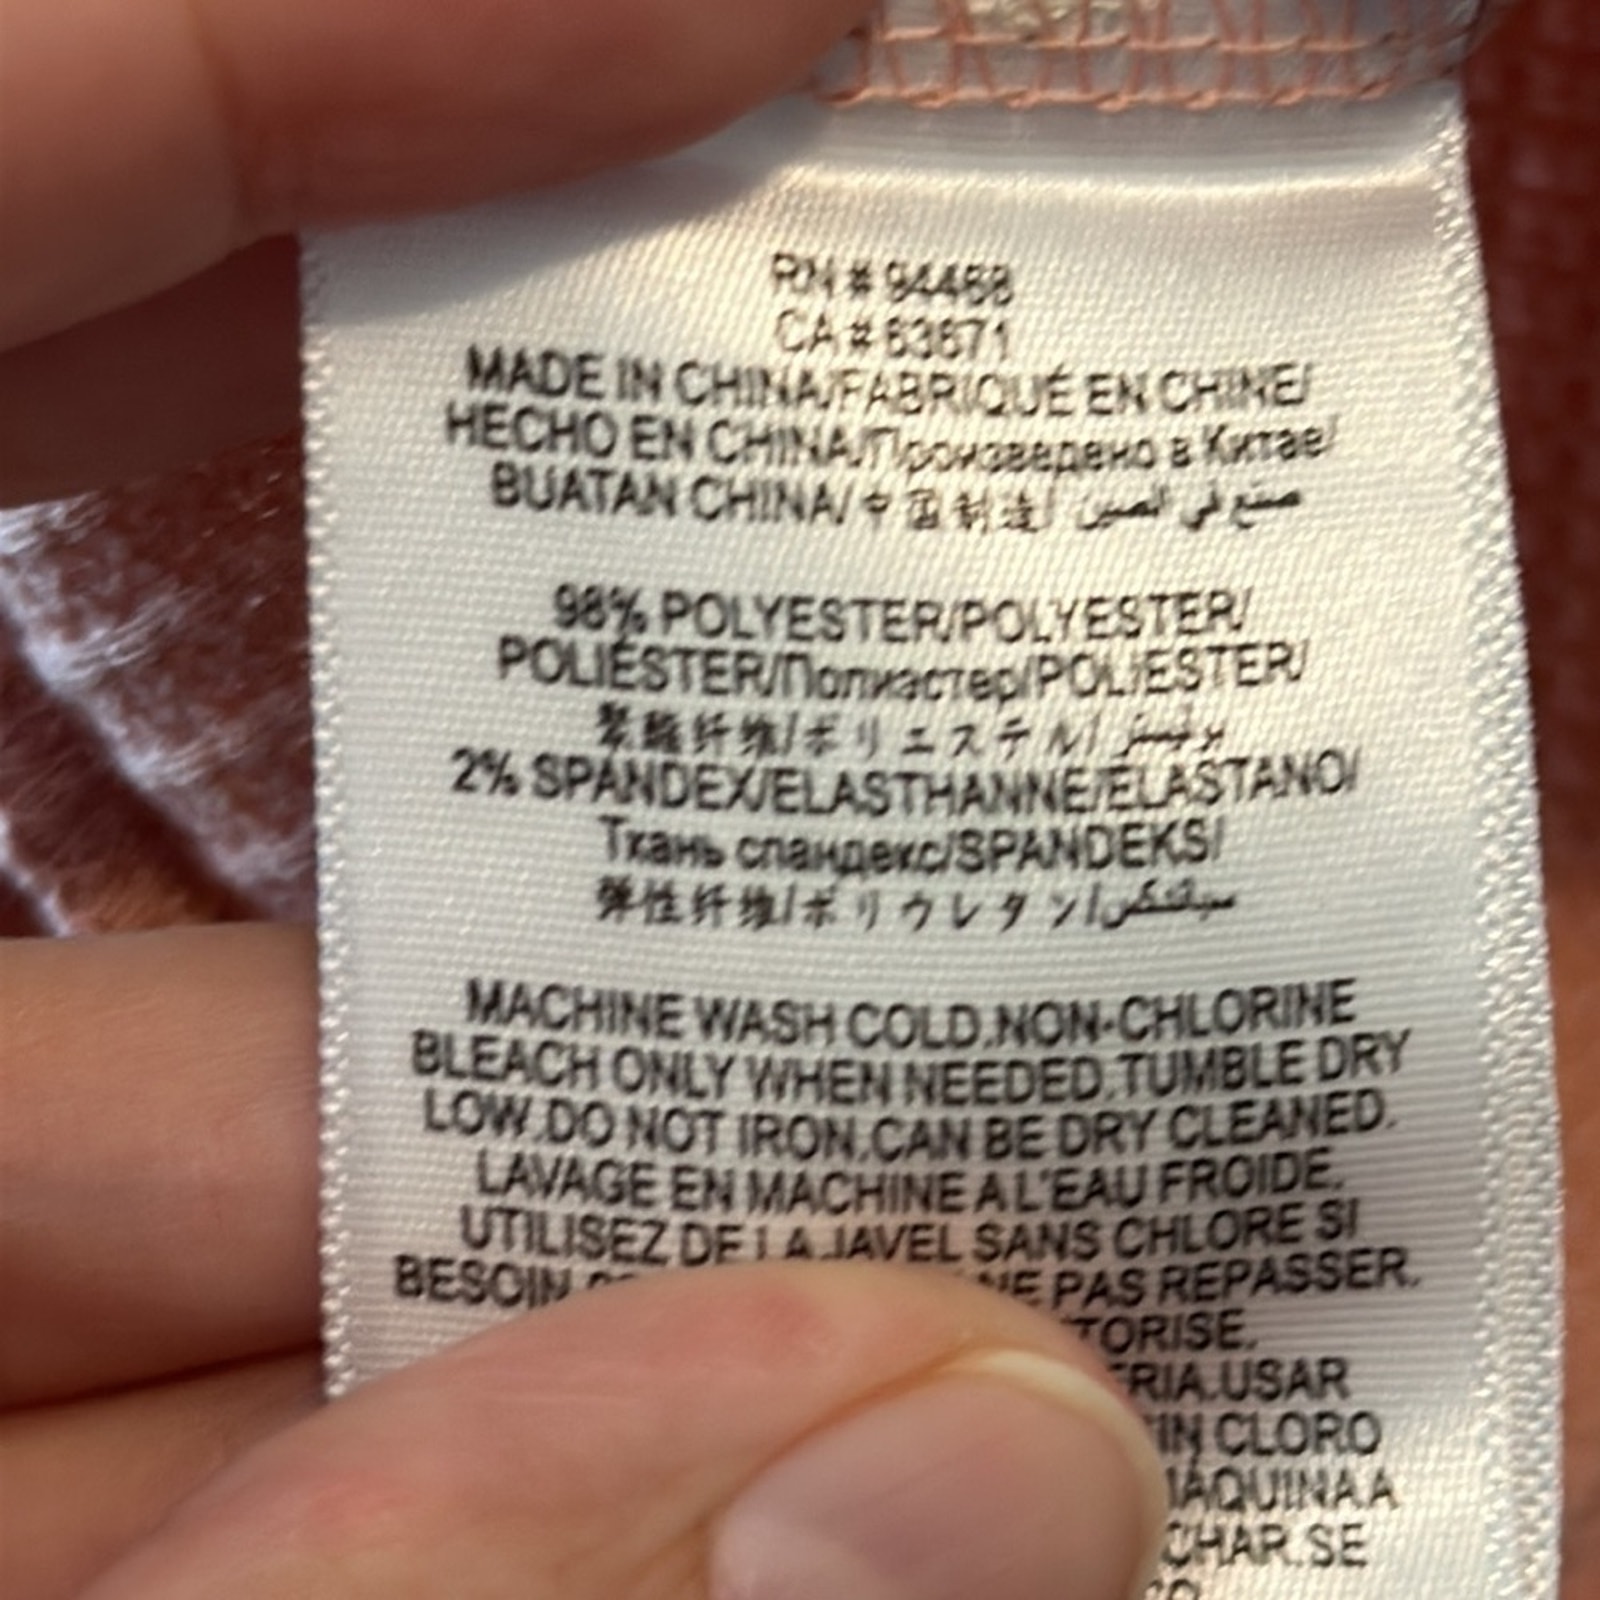 RN # 94468
CA # 63671
MADE IN CHINA/FABRIQUÉ EN CHINE/
HECHO EN CHINA/Произведено в Китае/
BUATAN CHINA/中国制造/ صنع في الصين
98% POLYESTER/POLYESTER/
POLIÉSTER/Полиэстер/POLIESTER/
聚酯纤维/ポリエステル/
2% SPANDEX/ELASTHANNE/ELASTANO/
Ткань спандекс/SPANDEKS/
弹性纤维/ポリウレタン/
MACHINE WASH COLD.NON-CHLORINE
BLEACH ONLY WHEN NEEDED.TUMBLE DRY
LOW.DO NOT IRON.CAN BE DRY CLEANED.
LAVAGE EN MACHINE A L'EAU FROIDE.
UTILISEZ DE LA JAVEL SANS CHLORE SI
BESOIN NE PAS REPASSER.
TORISE.
RIA.USAR
IN CLORO
ÁQUINA A
CHAR.SE